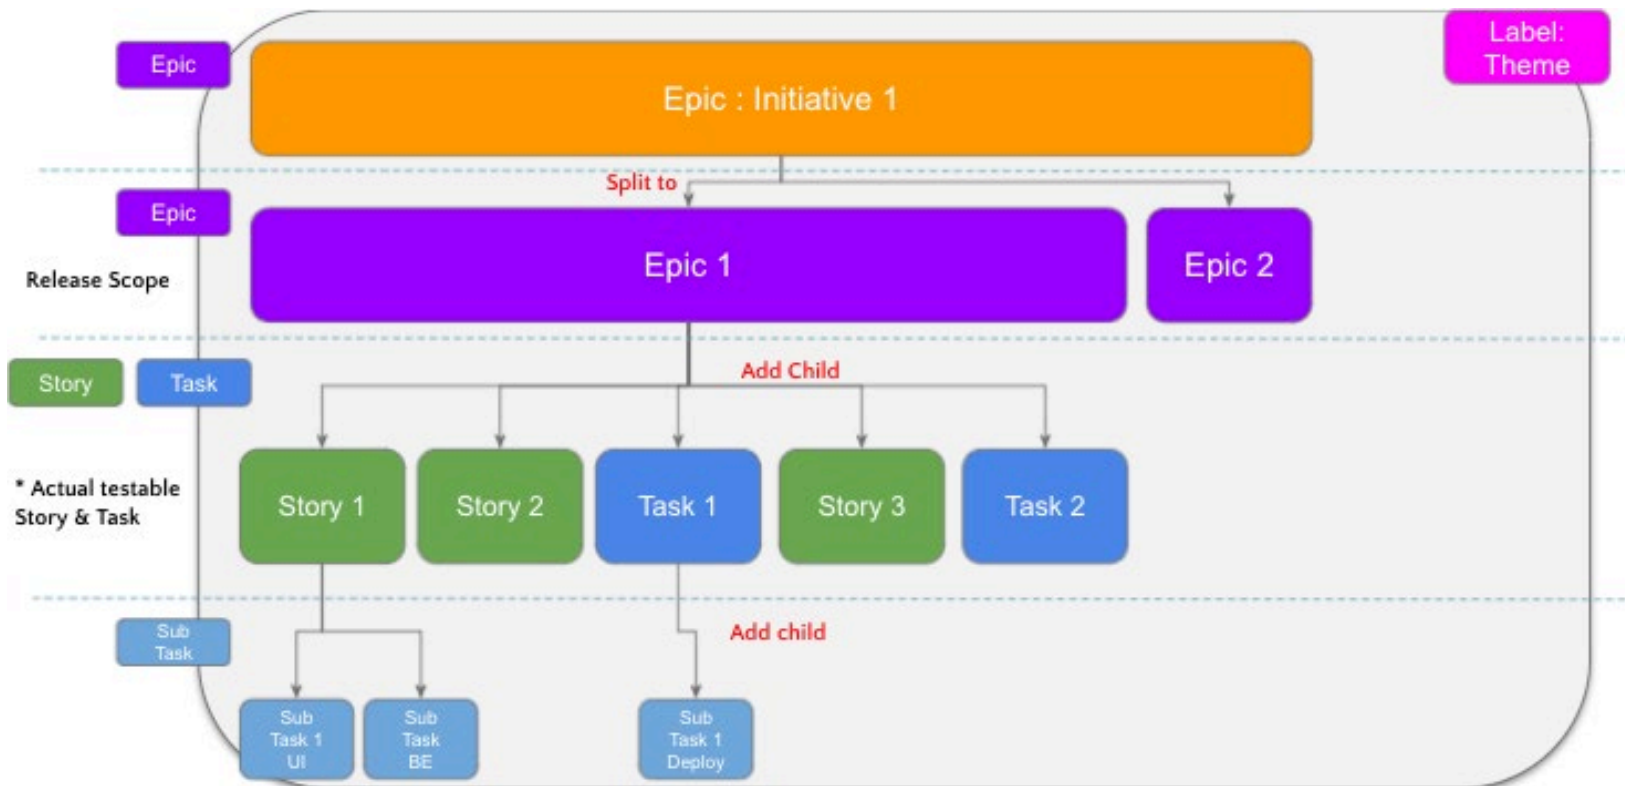 Label:
Theme
Epic
Epic : Initiative 1
Split to
Epic
Epic 1
Epic 2
Release Scope
Story
Task
Add Child
* Actual testable
Story & Task
Story 1
Story 2
Task 1
Story 3
Task 2
Sub
Task
Add child
Sub
Task 1
UI
Sub
Task
BE
Sub
Task 1
Deploy